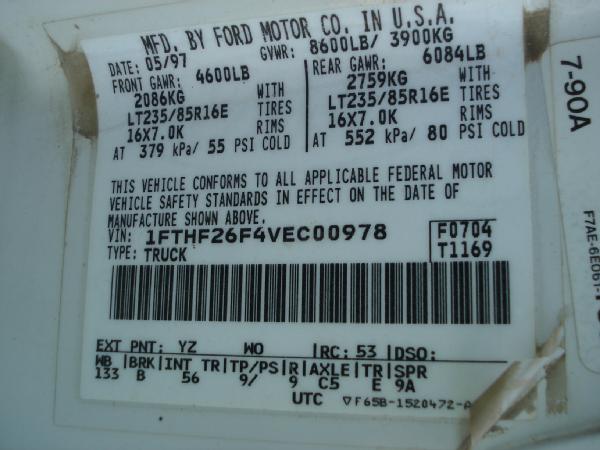 MFD. BY FORD MOTOR CO. IN U.S.A.
DATE: 05/97 GVWR: 8600LB/ 3900KG
FRONT GAWR: 4600LB REAR GAWR: 6084LB
2086KG WITH 2759KG WITH
LT235/85R16E TIRES LT235/85R16E TIRES
16X7.0K RIMS 16X7.0K RIMS
AT 379 kPa/ 55 PSI COLD AT 552 kPa/ 80 PSI COLD
THIS VEHICLE CONFORMS TO ALL APPLICABLE FEDERAL MOTOR
VEHICLE SAFETY STANDARDS IN EFFECT ON THE DATE OF
MANUFACTURE SHOWN ABOVE.
VIN: 1FTHF26F4VEC00978 F0704
TYPE: TRUCK T1169
EXT PNT: YZ WO RC: 53 DSO:
WB BRK INT TR TP/PS R AXLE TR SPR
133 B 56 9/ 9 C5 E 9A
UTC ▽F65B-1520472-A
7-90A
F7AE-6E061-